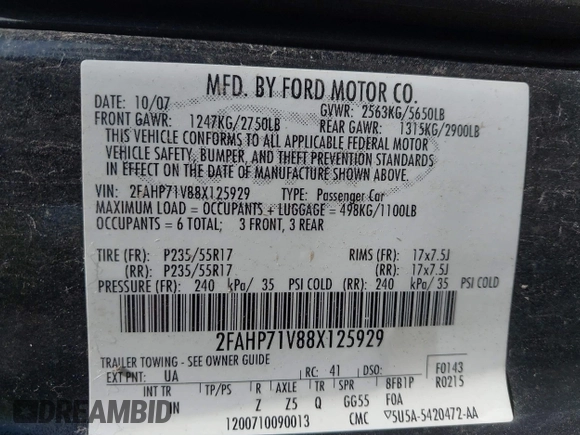 MFD. BY FORD MOTOR CO.
DATE: 10/07 GVWR: 2563KG/5650LB
FRONT GAWR: 1247KG/2750LB REAR GAWR: 1315KG/2900LB
THIS VEHICLE CONFORMS TO ALL APPLICABLE FEDERAL MOTOR
VEHICLE SAFETY, BUMPER, AND THEFT PREVENTION STANDARDS
IN EFFECT ON THE DATE OF MANUFACTURE SHOWN ABOVE.
VIN: 2FAHP71V88X125929 TYPE: Passenger Car
MAXIMUM LOAD = OCCUPANTS + LUGGAGE = 498KG/1100LB
OCCUPANTS = 6 TOTAL; 3 FRONT, 3 REAR
TIRE (FR): P235/55R17 RIMS (FR): 17x7.5J
(RR): P235/55R17 (RR): 17x7.5J
PRESSURE (FR): 240 kPa/ 35 PSI COLD (RR): 240 kPa/ 35 PSI COLD
2FAHP71V88X125929
TRAILER TOWING - SEE OWNER GUIDE
EXT PNT: UA RC: 41 DSO: F0143
INT TR TP/PS R AXLE TR SPR 8FB1P R0215
IN Z Z5 Q GG55 FOA
1200710090013 CMC 5U5A-5420472-AA
DREAMBID